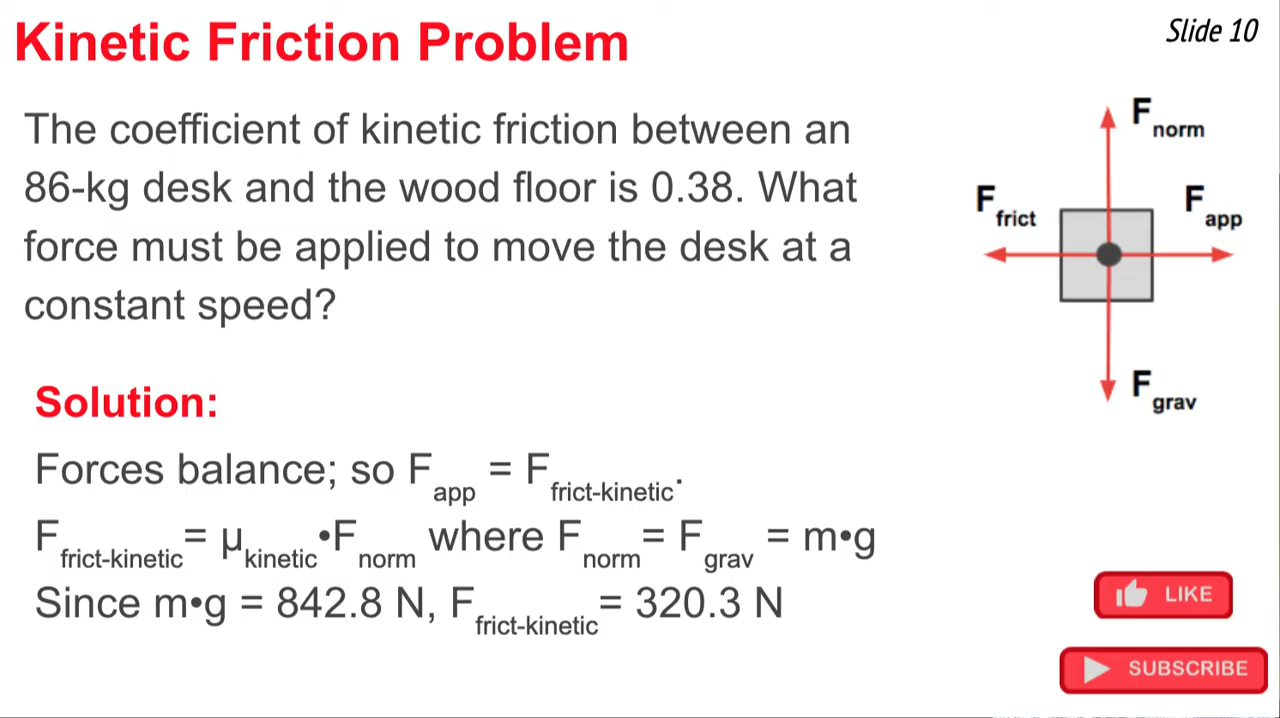 Kinetic Friction Problem
Slide 10
The coefficient of kinetic friction between an
86-kg desk and the wood floor is 0.38. What
force must be applied to move the desk at a
constant speed?
F norm
F frict
F app
F grav
Solution:
Forces balance; so F app = F frict-kinetic.
F frict-kinetic = μ kinetic •F norm where F norm = F grav = m•g
Since m•g = 842.8 N, F frict-kinetic = 320.3 N
LIKE
SUBSCRIBE